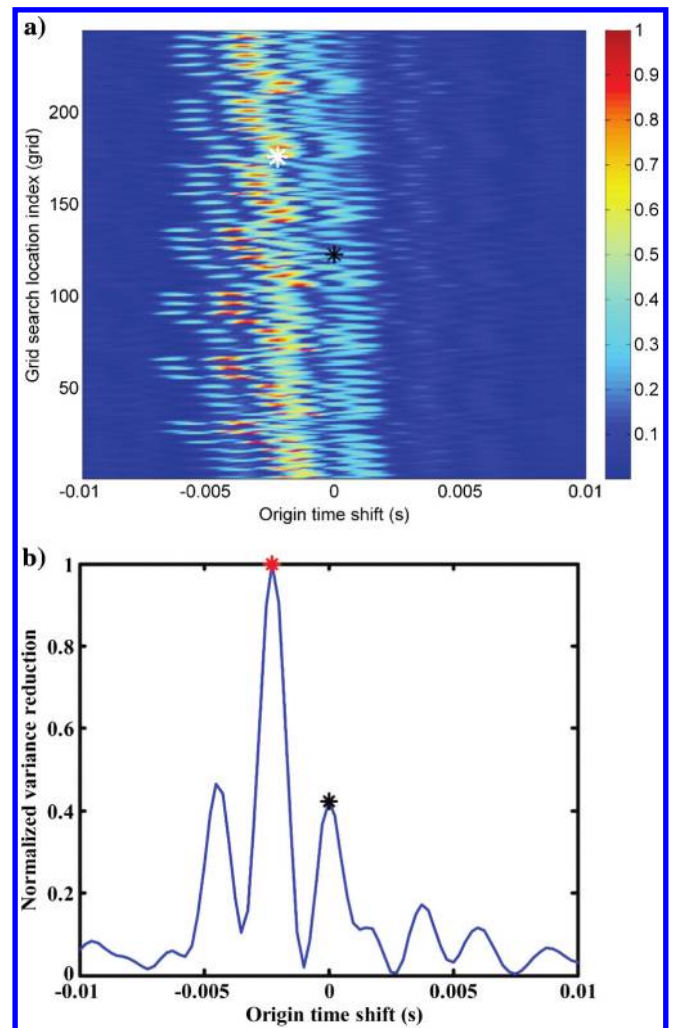 a)
1
0.9
0.8
0.7
0.6
0.5
0.4
0.3
0.2
0.1
200
150
100
50
Grid search location index (grid)
-0.01 -0.005 0 0.005 0.01
Origin time shift (s)
b)
1
0.8
0.6
0.4
0.2
0
Normalized variance reduction
-0.01 -0.005 0 0.005 0.01
Origin time shift (s)